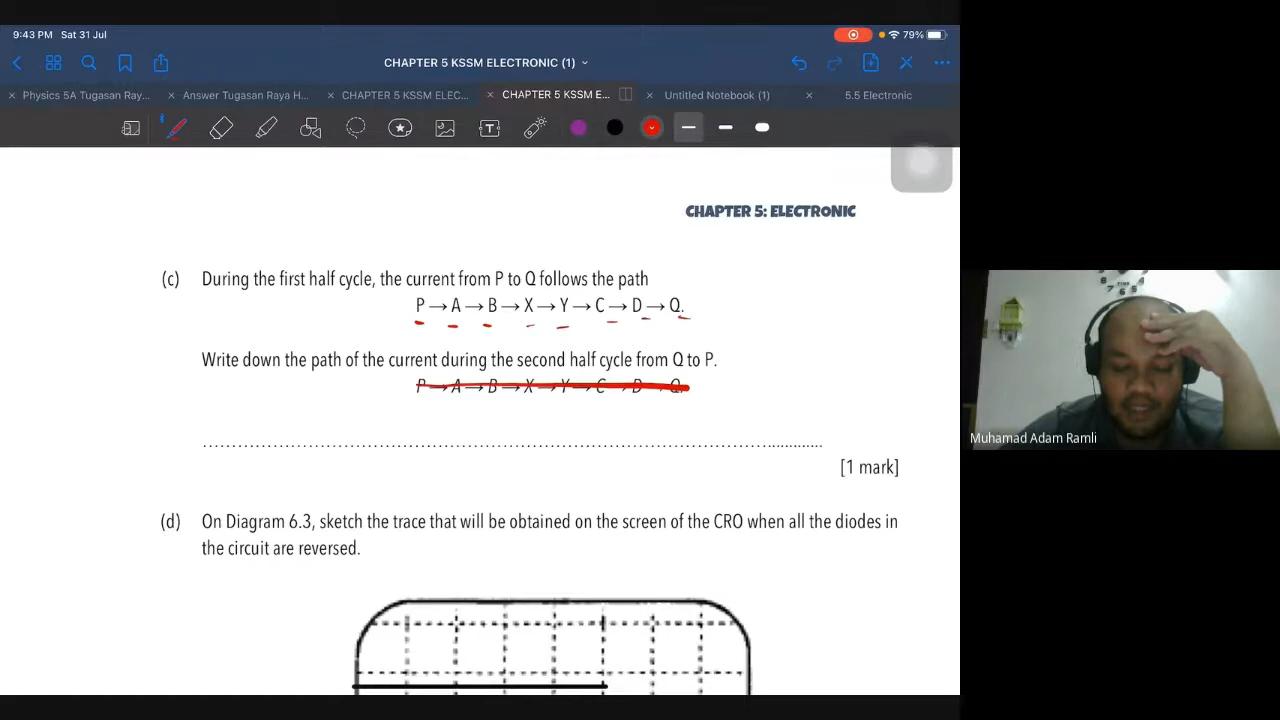 9:43 PM Sat 31 Jul
79%
CHAPTER 5 KSSM ELECTRONIC (1)
Physics 5A Tugasan Ray...
Answer Tugasan Raya H...
CHAPTER 5 KSSM ELEC...
CHAPTER 5 KSSM E...
Untitled Notebook (1)
5.5 Electronic
CHAPTER 5: ELECTRONIC
(c) During the first half cycle, the current from P to Q follows the path
P → A → B → X → Y → C → D → Q.
Write down the path of the current during the second half cycle from Q to P.
P → A → B → X → Y → C → D → Q.
................................................................................
[1 mark]
(d) On Diagram 6.3, sketch the trace that will be obtained on the screen of the CRO when all the diodes in
the circuit are reversed.
Muhamad Adam Ramli